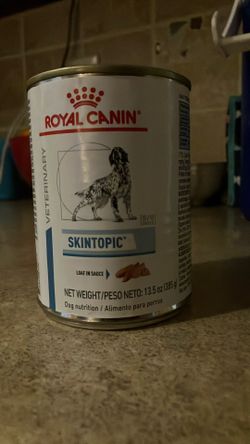 ROYAL CANIN
VETERINARY
SKINTOPIC
LOAF IN SAUCE
NET WEIGHT/PESO NETO: 13.5 oz (385 g)
Dog nutrition / Alimento para perros